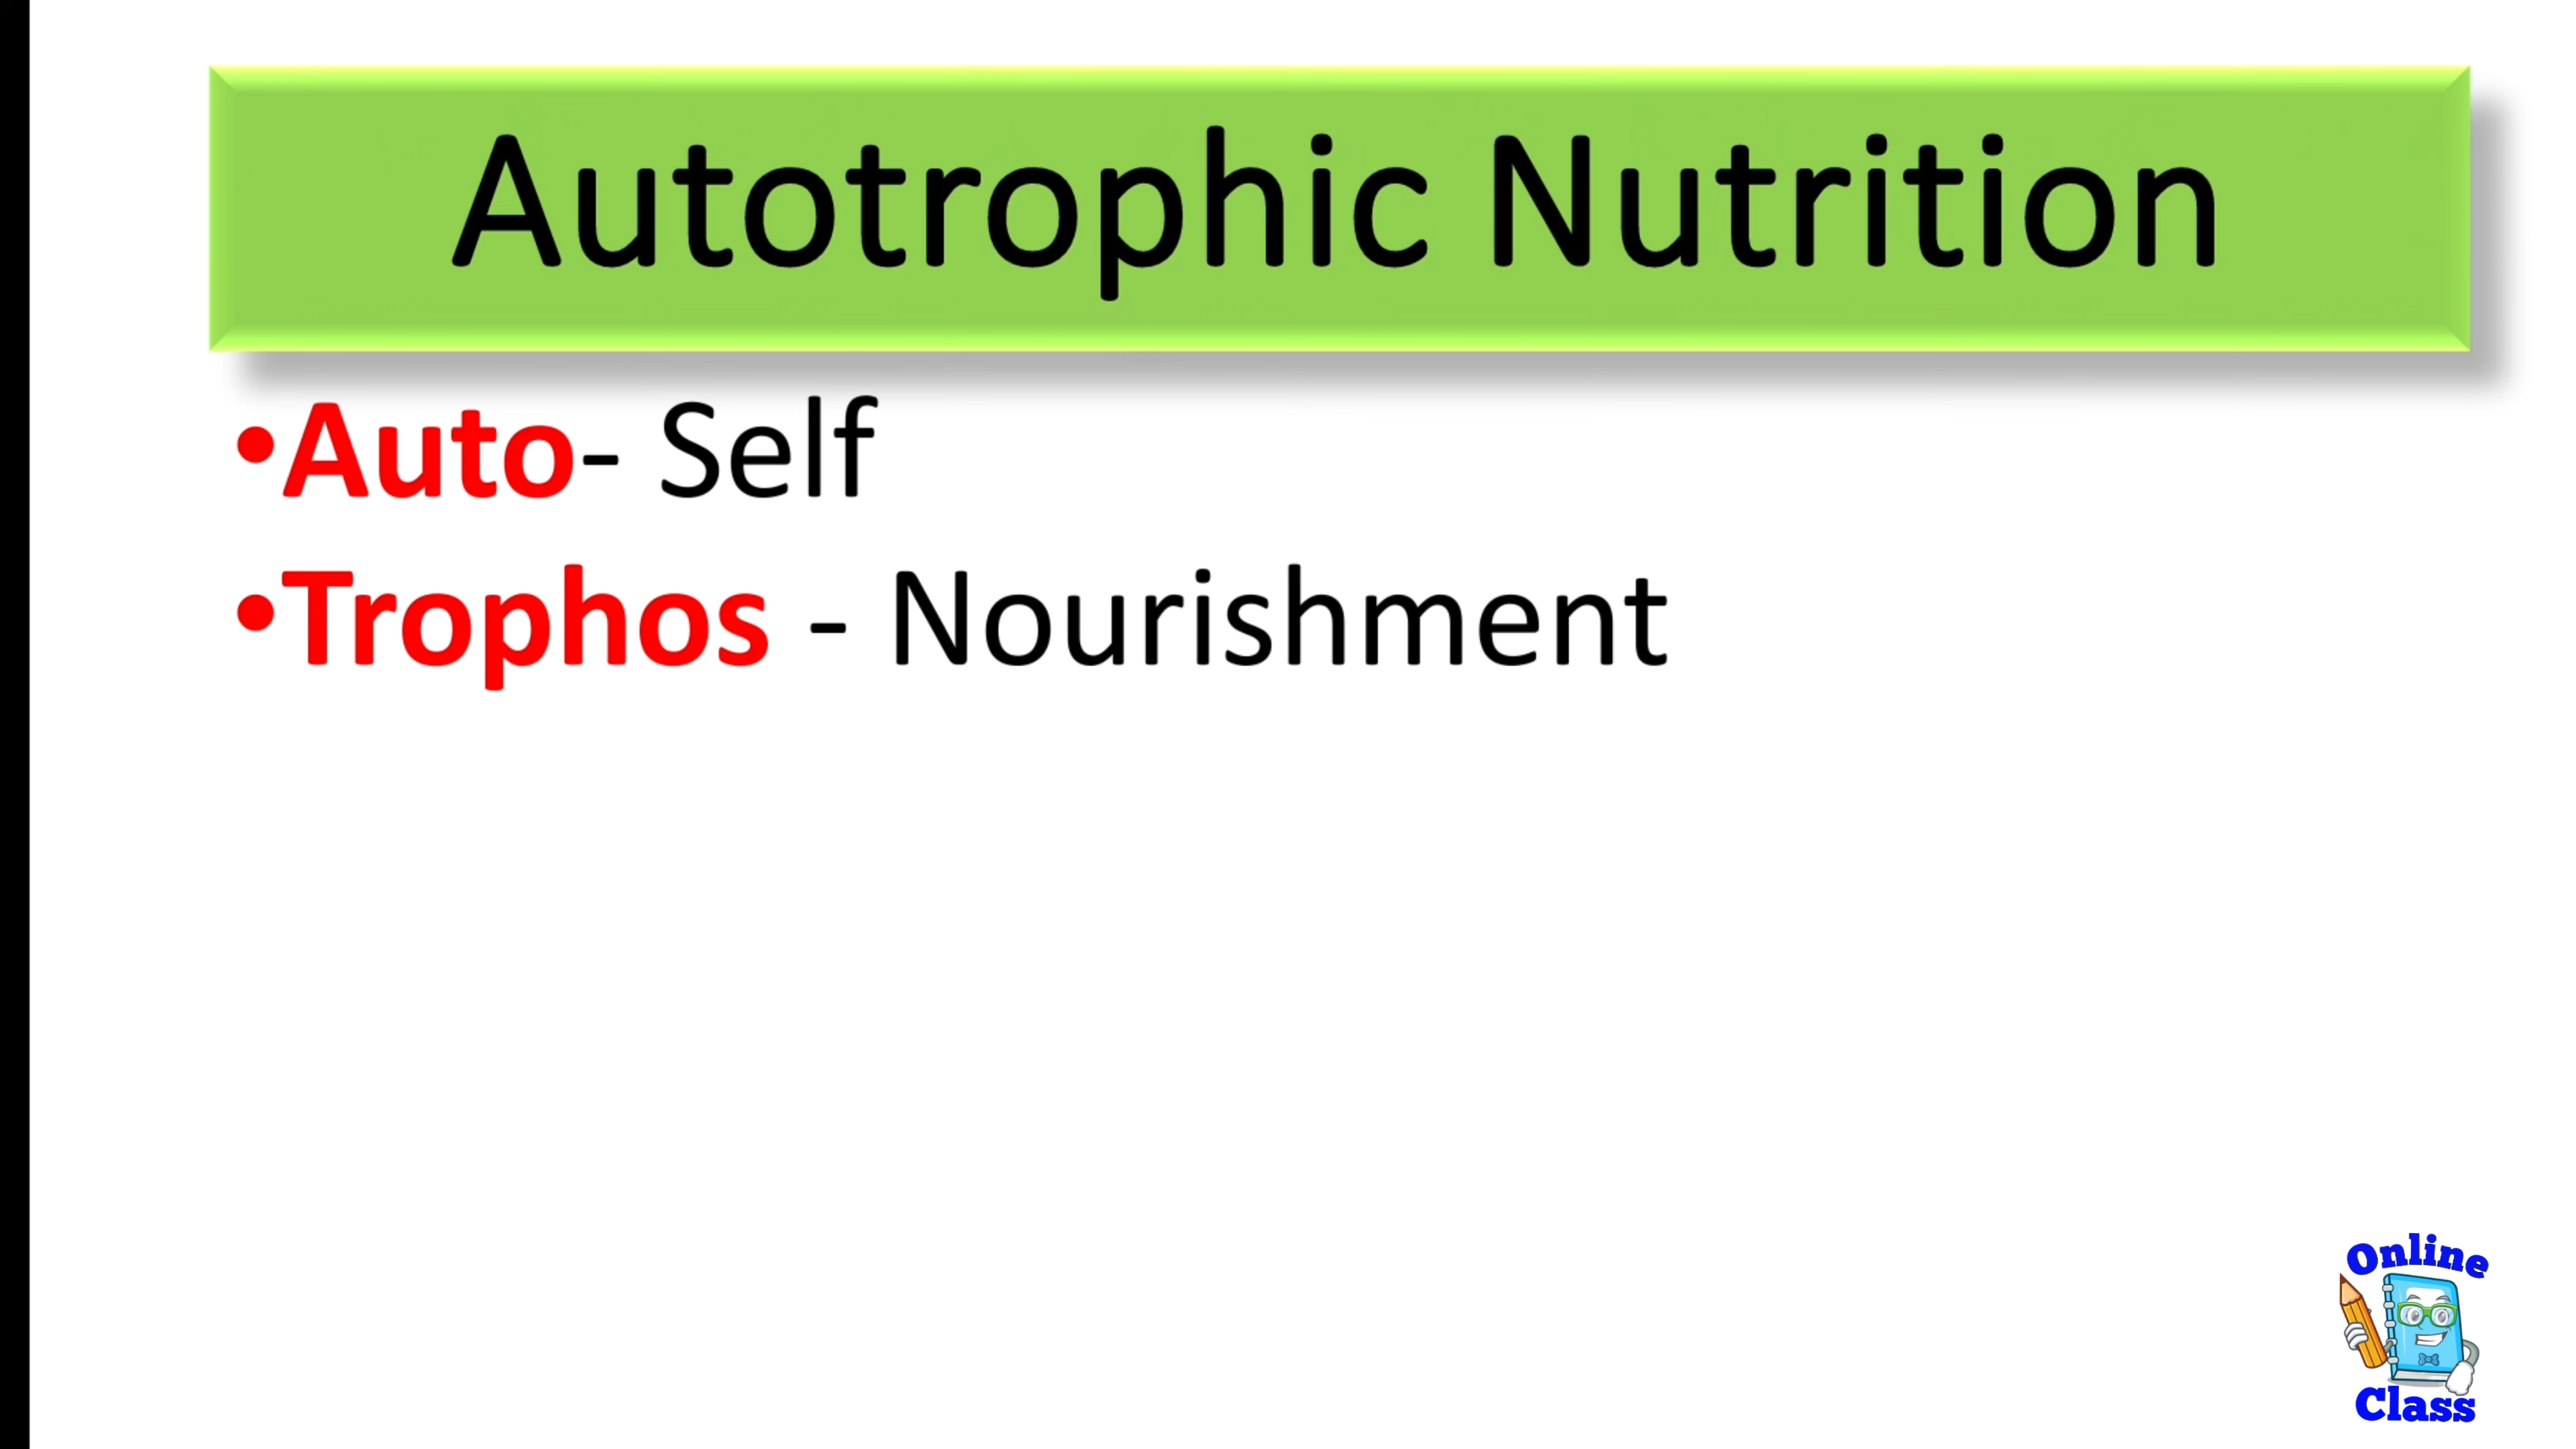 Autotrophic Nutrition
•Auto- Self
•Trophos - Nourishment
Online
Class